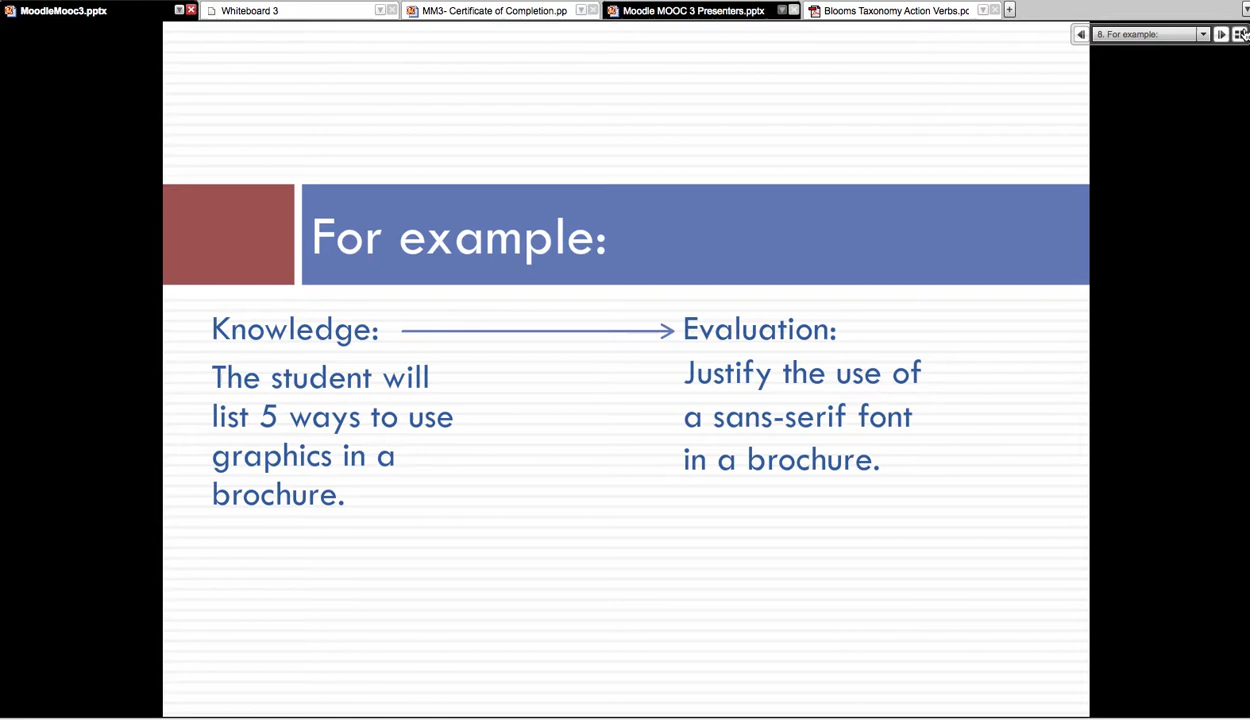 MoodleMooc3.pptx
Whiteboard 3
MM3- Certificate of Completion.pp
Moodle MOOC 3 Presenters.pptx
Blooms Taxonomy Action Verbs.pc
8. For example:
For example:
Knowledge:
The student will
list 5 ways to use
graphics in a
brochure.
Evaluation:
Justify the use of
a sans-serif font
in a brochure.